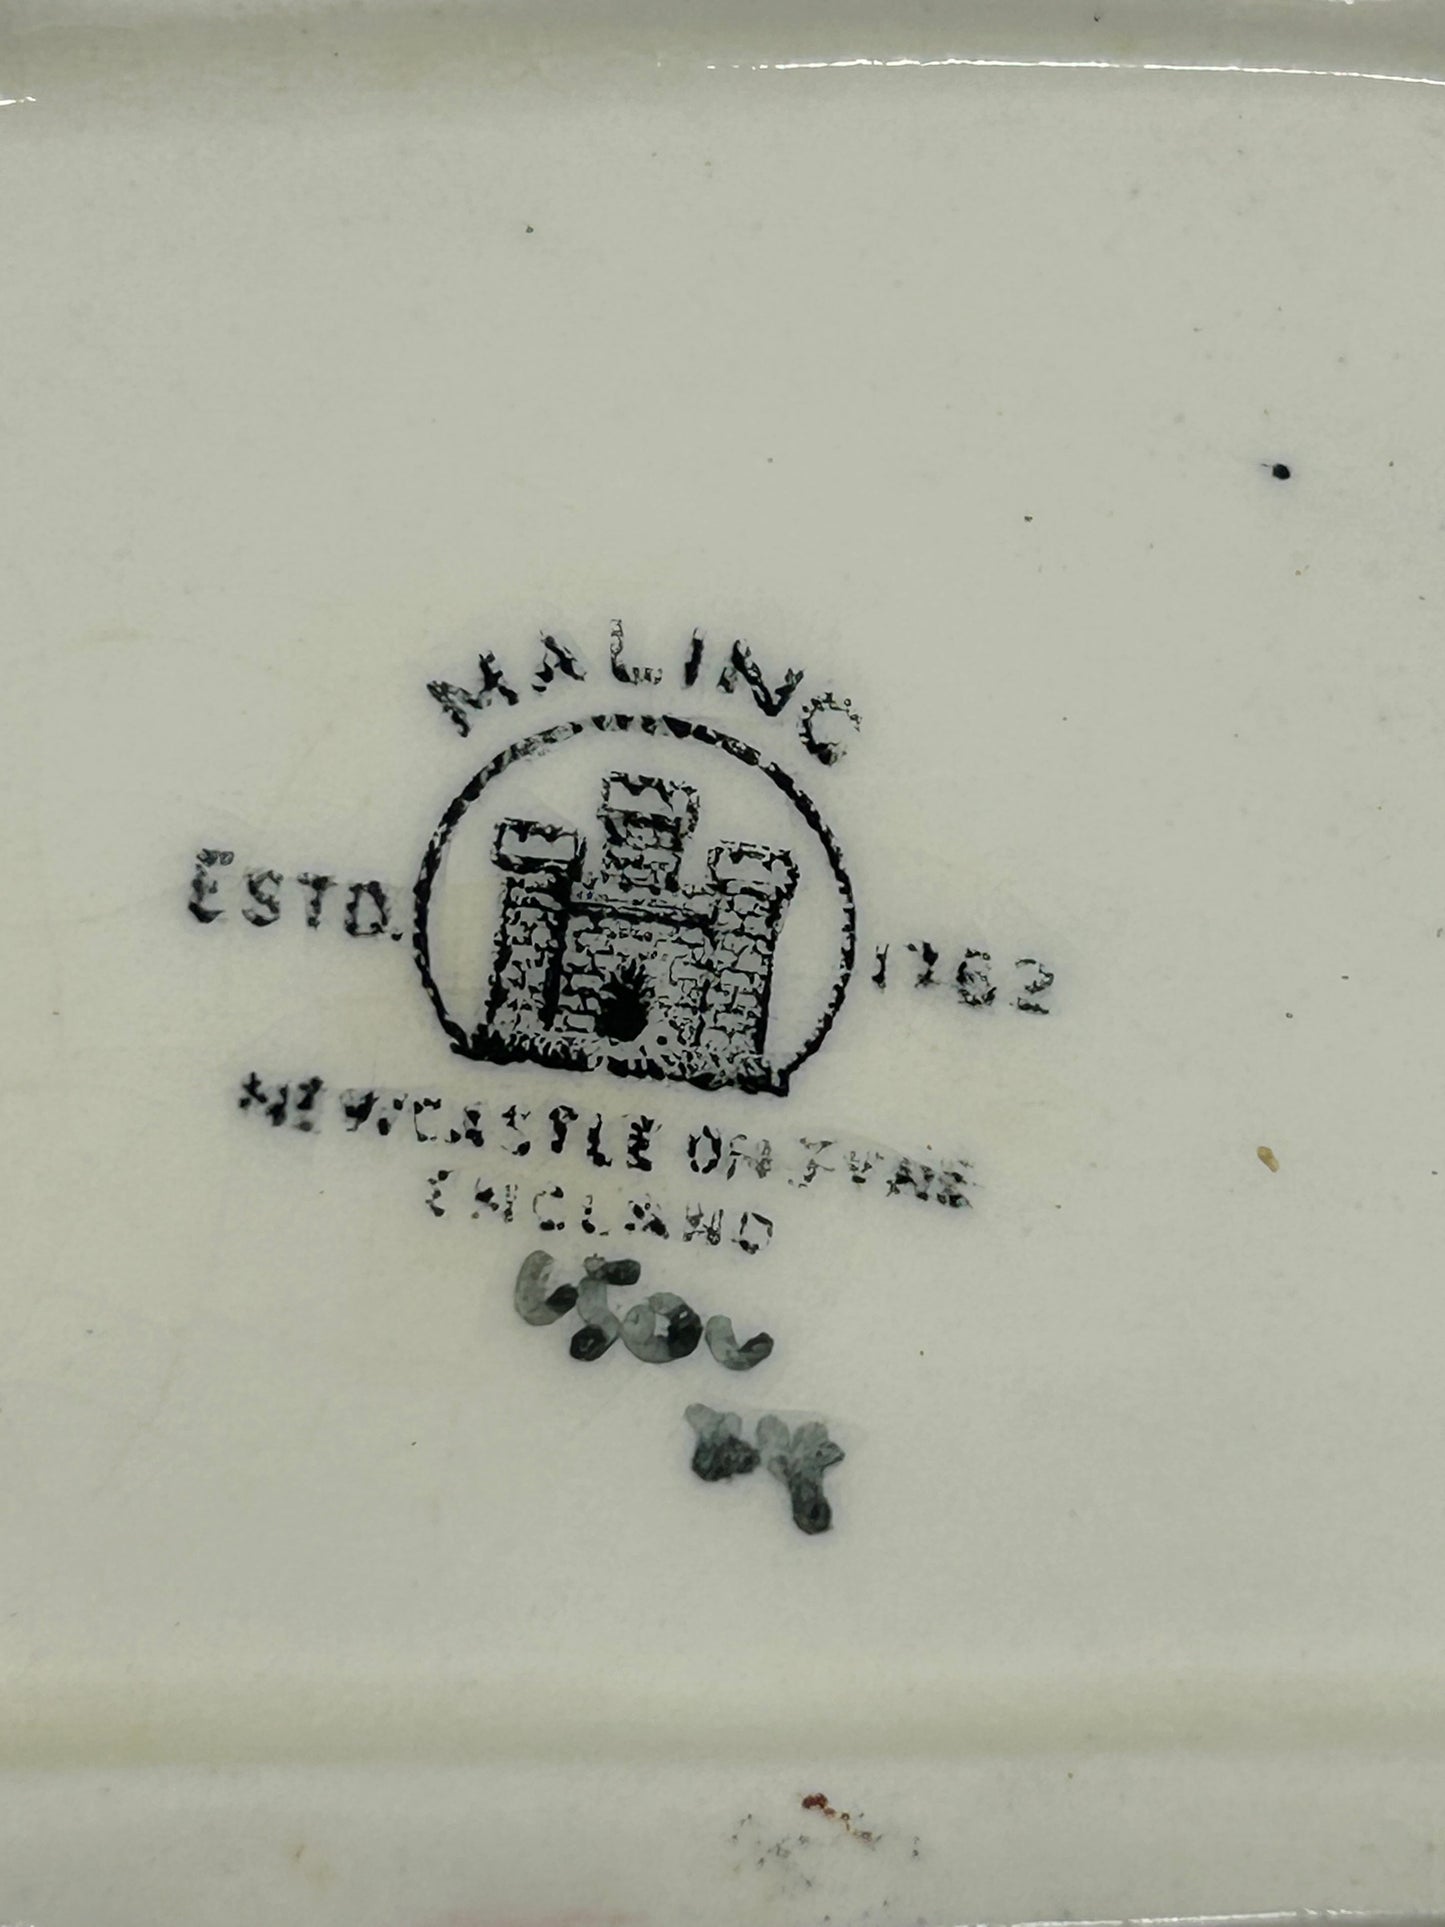 MALING
ESTD. 1762
NEWCASTLE ON TYNE
ENGLAND